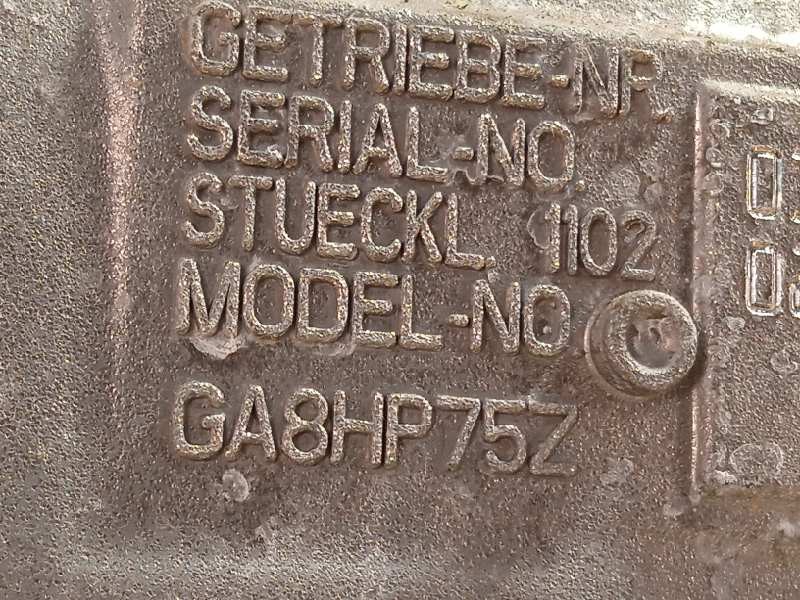 GETRIEBE-NR.
SERIAL-NO.
STUECKL. 1102
MODEL-NO.
GA8HP75Z